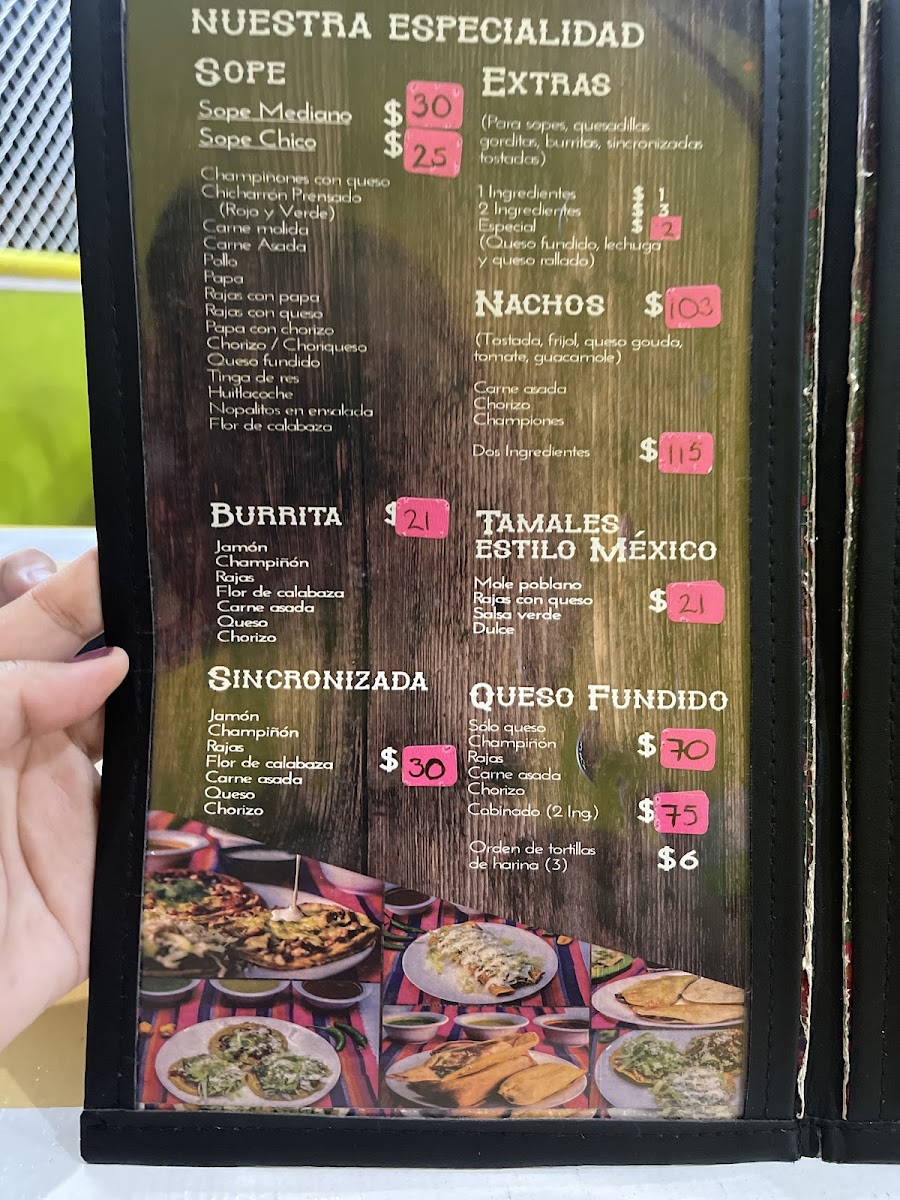 NUESTRA ESPECIALIDAD
SOPE
Sope Mediano $ 30
Sope Chico $ 25
Champiñones con queso
Chicharrón Prensado
(Rojo y Verde)
Carne molida
Carne Asada
Pollo
Papa
Rajas con papa
Rajas con queso
Papa con chorizo
Chorizo / Choriqueso
Queso fundido
Tinga de res
Huitlacoche
Nopalitos en ensalada
Flor de calabaza
BURRITA $ 21
Jamón
Champiñón
Rajas
Flor de calabaza
Carne asada
Queso
Chorizo
SINCRONIZADA
Jamón
Champiñón
Rajas
Flor de calabaza $ 30
Carne asada
Queso
Chorizo
EXTRAS
(Para sopes, quesadillas
gorditas, burritas, sincronizadas
tostadas)
1 Ingredientes $ 1
2 Ingredientes $ 3
Especial $ 2
(Queso fundido, lechuga
y queso rallado)
NACHOS $ 103
(Tostada, frijol, queso gouda,
tomate, guacamole)
Carne asada
Chorizo
Championes
Dos Ingredientes $ 115
TAMALES
ESTILO MÉXICO
Mole poblano
Rajas con queso $ 21
Salsa verde
Dulce
QUESO FUNDIDO
Sólo queso
Champiñón $ 70
Rajas
Carne asada
Chorizo
Cobinado (2 Ing.) $ 75
Orden de tortillas $6
de harina (3)